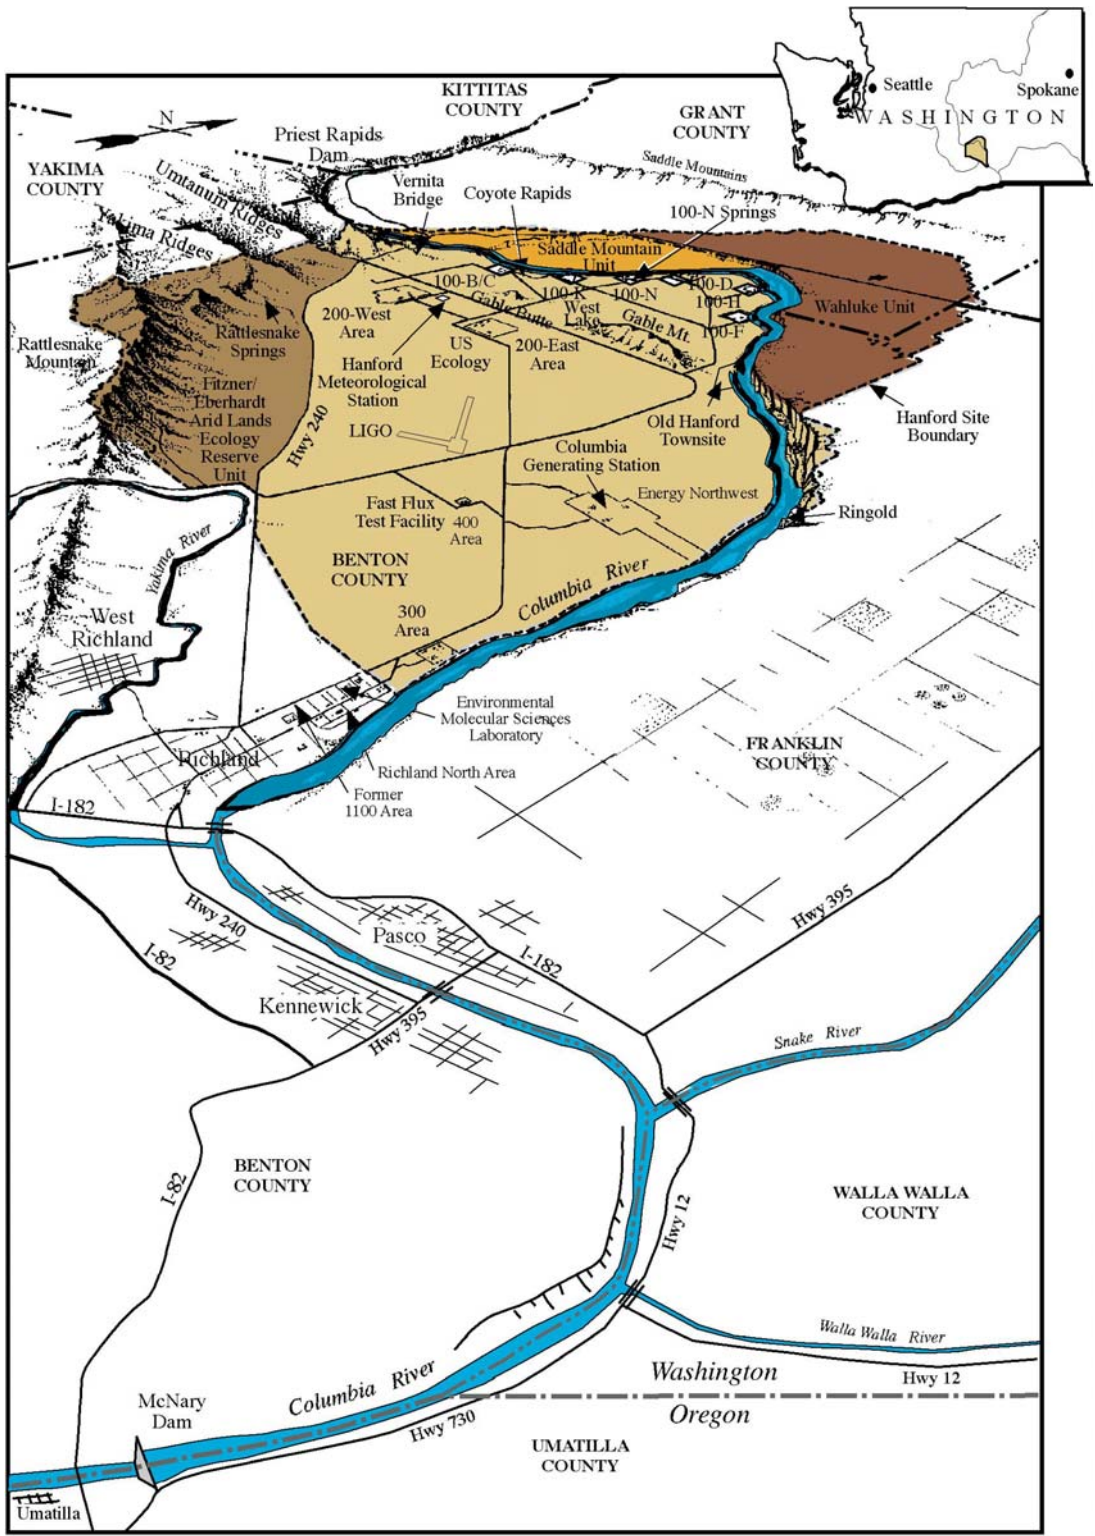 Seattle
Spokane
WASHINGTON
KITTITAS
COUNTY
GRANT
COUNTY
N
Priest Rapids
Dam
YAKIMA
COUNTY
Saddle Mountains
Umtanum Ridges
Vernita
Bridge
Coyote Rapids
100-N Springs
Yakima Ridges
Saddle Mountain
Unit
Wahluke Unit
100-B/C
100-K
100-N
100-D
100-H
100-F
Gable Butte
West
Lake
Gable Mt.
200-West
Area
Rattlesnake
Springs
Rattlesnake
Mountain
US
Ecology
200-East
Area
Hanford
Meteorological
Station
Fitzner/
Eberhardt
Arid Lands
Ecology
Reserve
Unit
Hwy 240
LIGO
Old Hanford
Townsite
Hanford Site
Boundary
Columbia
Generating Station
Energy Northwest
Ringold
Fast Flux
Test Facility
400
Area
BENTON
COUNTY
Yakima River
Columbia River
300
Area
West
Richland
Environmental
Molecular Sciences
Laboratory
Richland
Richland North Area
Former
1100 Area
FRANKLIN
COUNTY
I-182
Hwy 240
I-82
Pasco
I-182
Hwy 395
Kennewick
Hwy 395
Snake River
BENTON
COUNTY
I-82
Hwy 12
WALLA WALLA
COUNTY
Walla Walla River
Hwy 12
Washington
Oregon
Columbia River
McNary
Dam
Hwy 730
UMATILLA
COUNTY
Umatilla